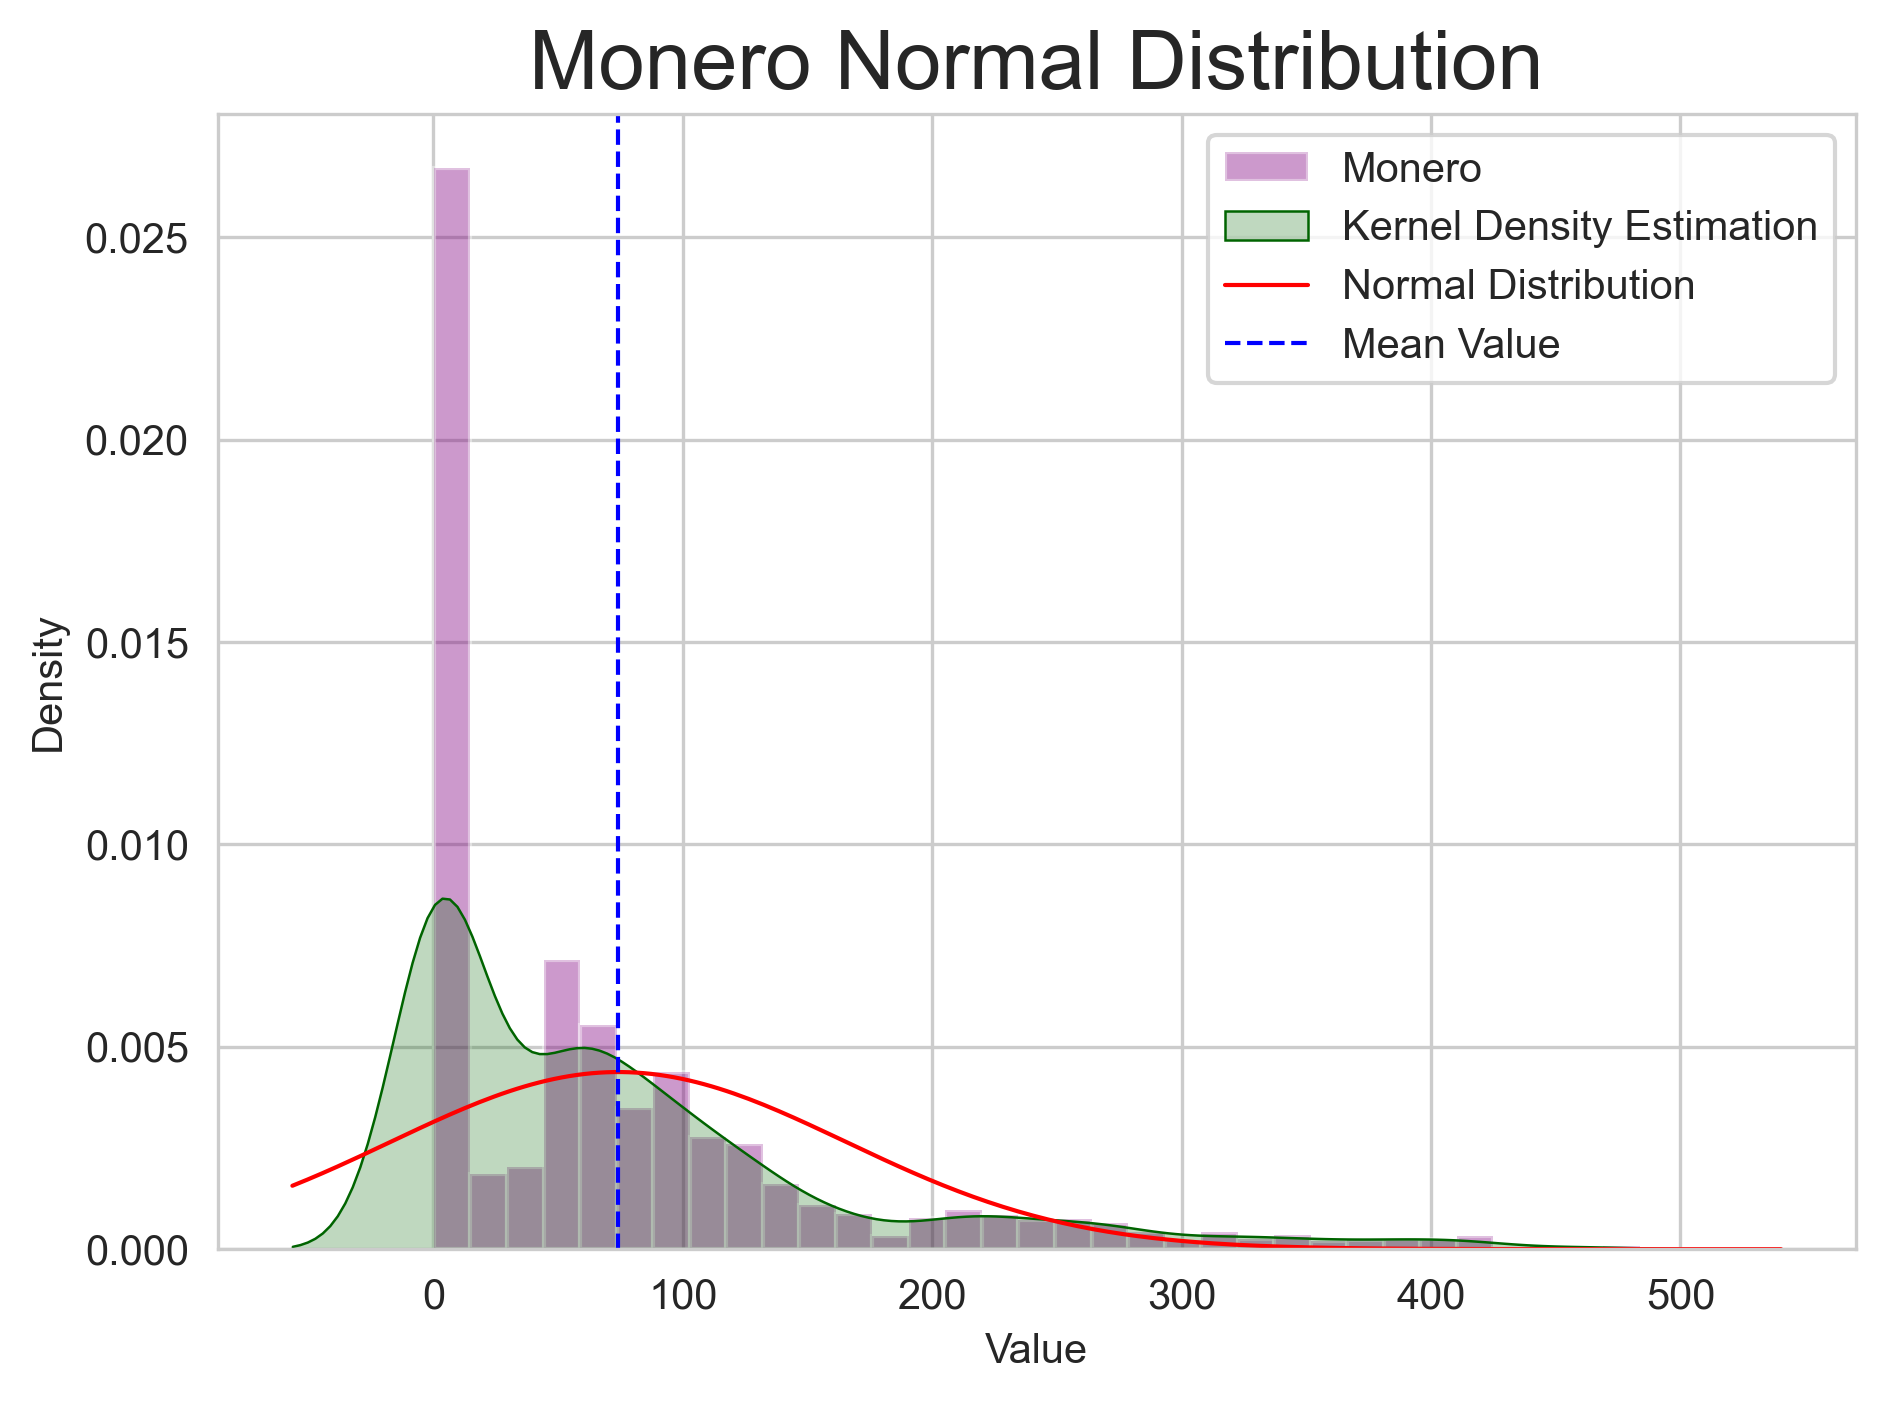 Monero Normal Distribution
Monero
Kernel Density Estimation
Normal Distribution
Mean Value
0.025
0.020
0.015
0.010
0.005
0.000
Density
0 100 200 300 400 500
Value